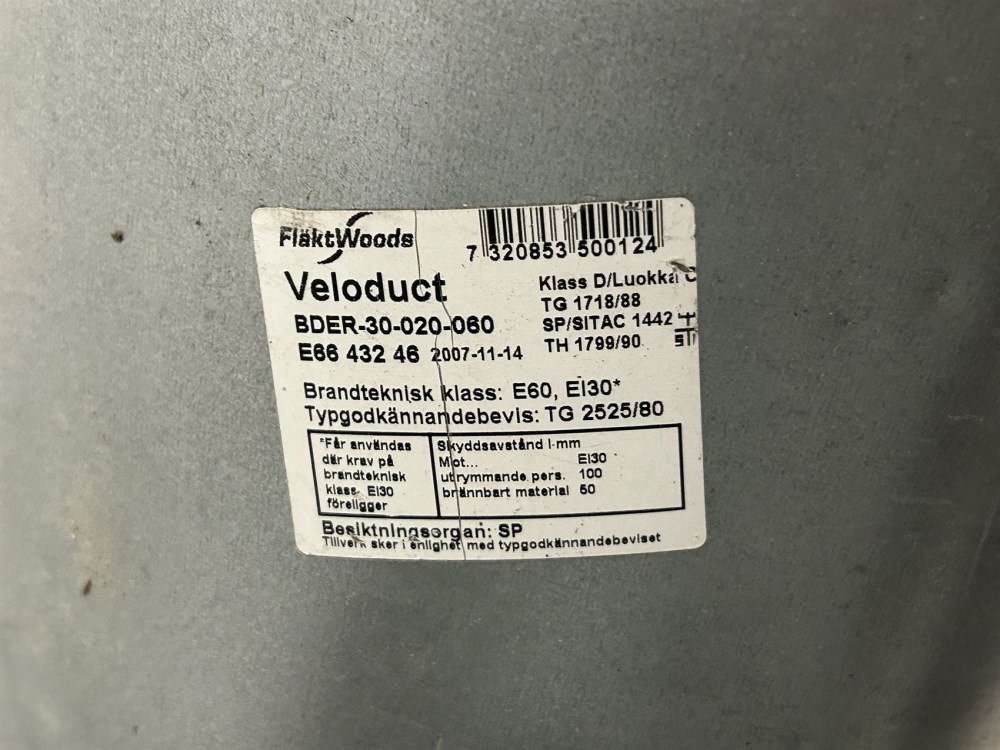 FläktWoods
7 320853 500124
Veloduct
Klass D/Luokka C
BDER-30-020-060
TG 1718/88
SP/SITAC 1442
E66 432 46 2007-11-14
TH 1799/90
Brandteknisk klass: E60, EI30*
Typgodkännandebevis: TG 2525/80
*Får användas
där krav på
brandteknisk
klass EI30
föreligger
Skyddsavstånd i mm
Mot... EI30
utrymmande pers. 100
brännbart material 50
Besiktningsorgan: SP
Tillverk sker i enlighet med typgodkännandebeviset